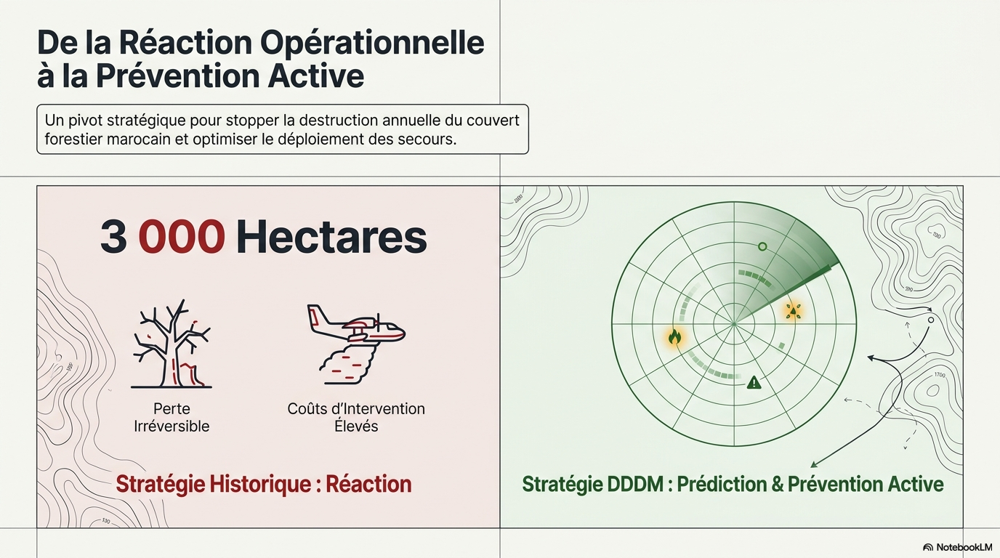 De la Réaction Opérationnelle
à la Prévention Active
Un pivot stratégique pour stopper la destruction annuelle du couvert
forestier marocain et optimiser le déploiement des secours.
3 000 Hectares
Perte
Irréversible
Coûts d’Intervention
Élevés
Stratégie Historique : Réaction
Stratégie DDDM : Prédiction & Prévention Active
1700
130
NotebookLM